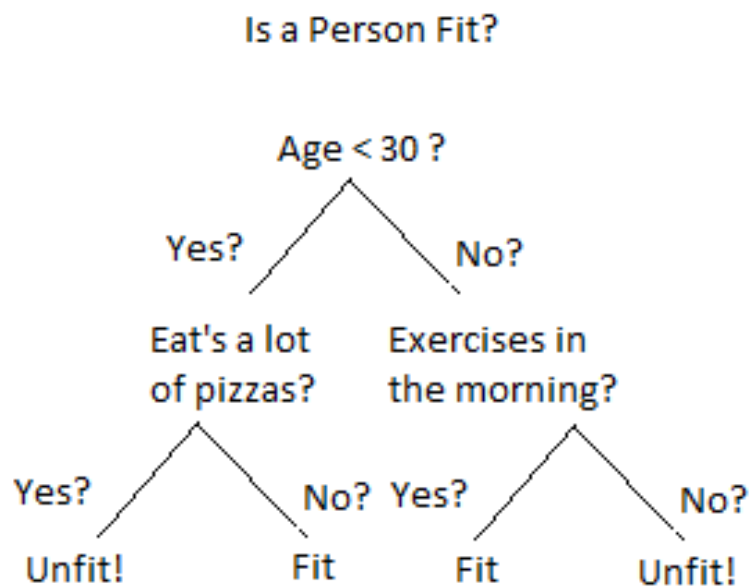 Is a Person Fit?
Age < 30 ?
Yes?
No?
Eat's a lot
of pizzas?
Exercises in
the morning?
Yes?
No?
Yes?
No?
Unfit!
Fit
Fit
Unfit!